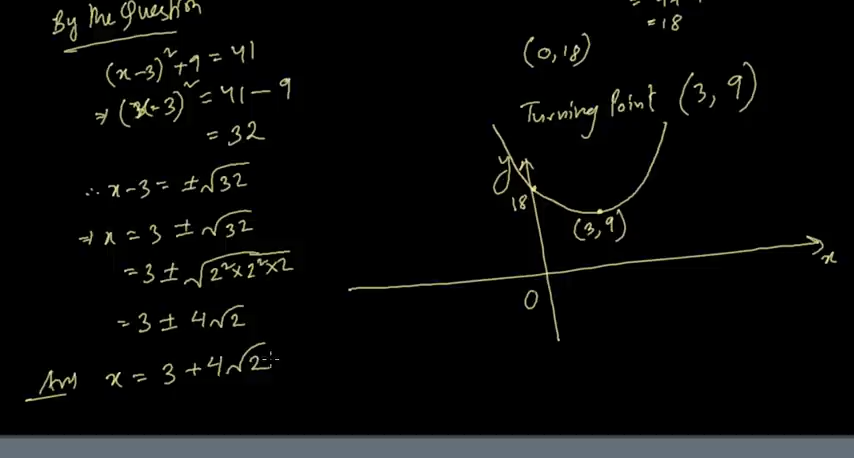 By the Question
(x-3)² + 9 = 41
⇒ (x-3)² = 41 - 9
= 32
∴ x-3 = ±√32
⇒ x = 3 ± √32
= 3 ± √2²×2²×2
= 3 ± 4√2
Ans x = 3 + 4√2
= 18
(0, 18)
Turning Point (3, 9)
y
18
(3, 9)
x
O